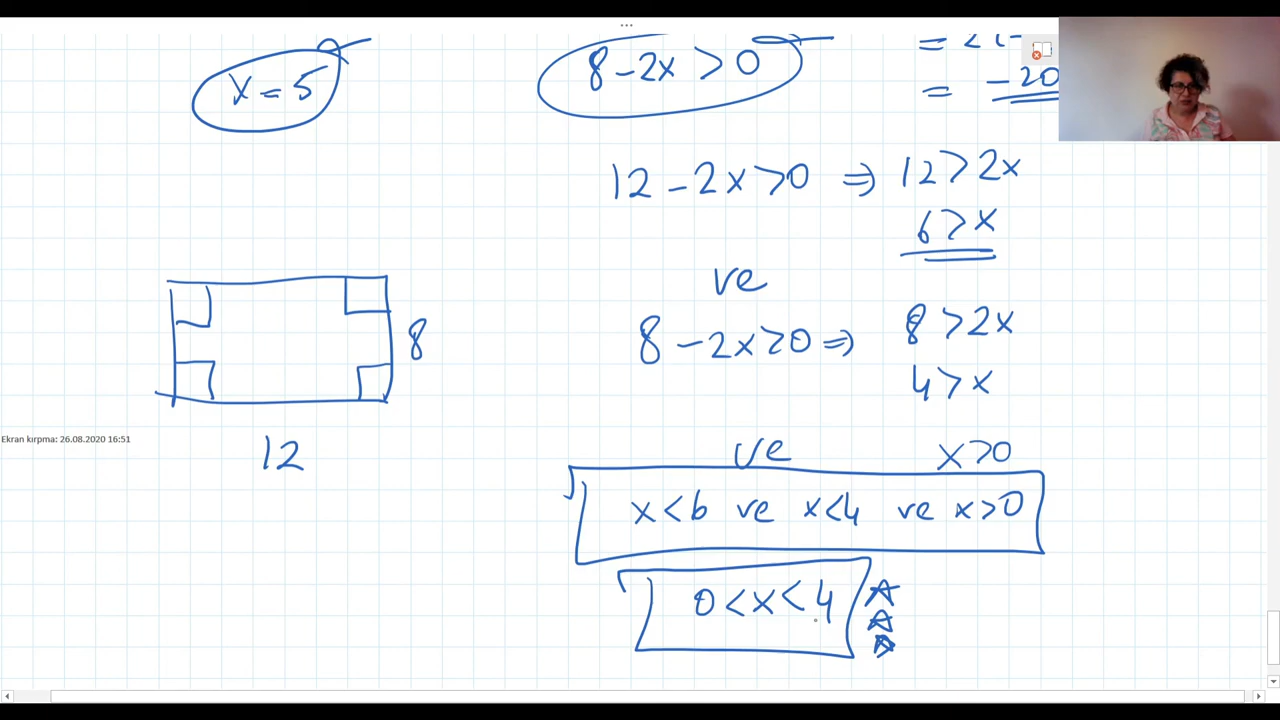 x = 5
8 - 2x > 0
- 20
=
12 - 2x > 0 ⇒ 12 > 2x
6 > x
ve
8 - 2x > 0 ⇒ 8 > 2x
4 > x
8
12
Ekran kırpma: 26.08.2020 16:51
ve x > 0
x < 6 ve x < 4 ve x > 0
0 < x < 4